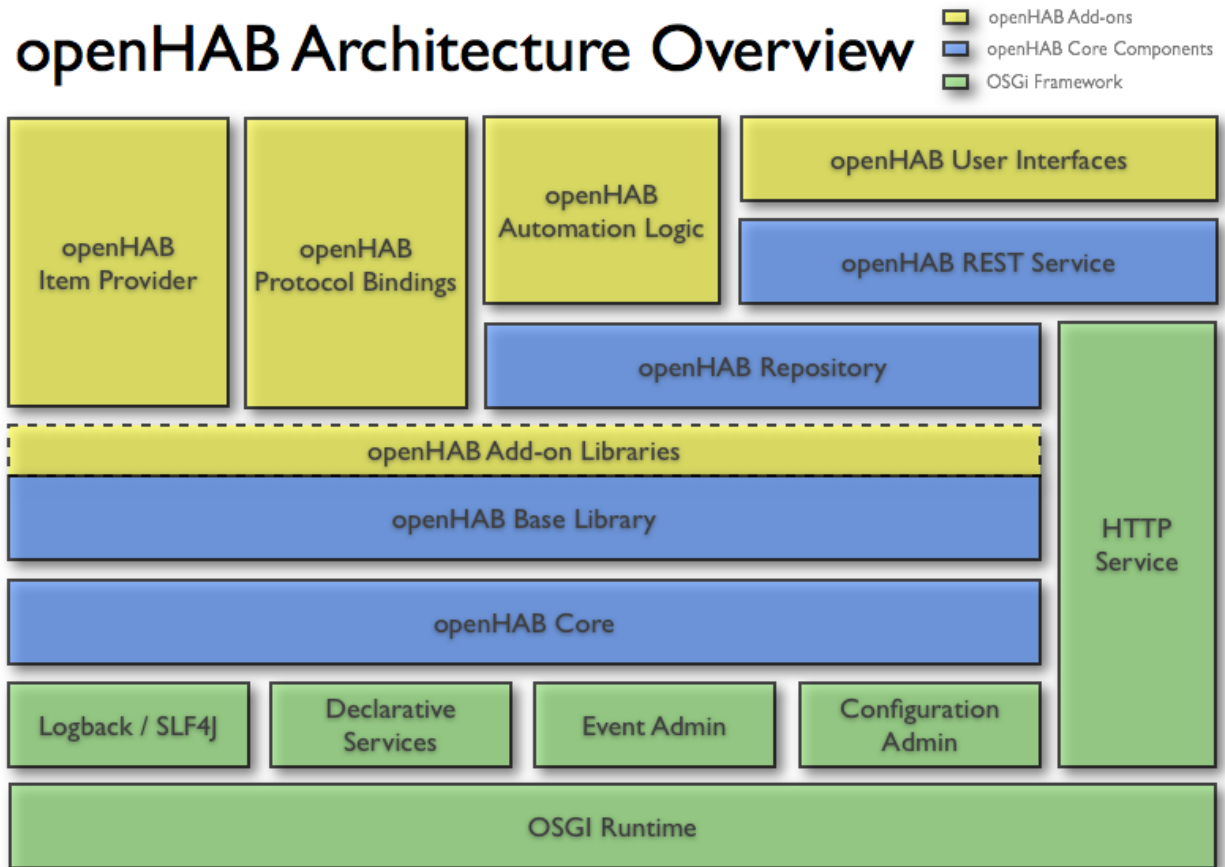 openHAB Architecture Overview
openHAB Add-ons
openHAB Core Components
OSGi Framework
openHAB
Item Provider
openHAB
Protocol Bindings
openHAB
Automation Logic
openHAB User Interfaces
openHAB REST Service
openHAB Repository
openHAB Add-on Libraries
openHAB Base Library
HTTP
Service
openHAB Core
Logback / SLF4J
Declarative
Services
Event Admin
Configuration
Admin
OSGI Runtime